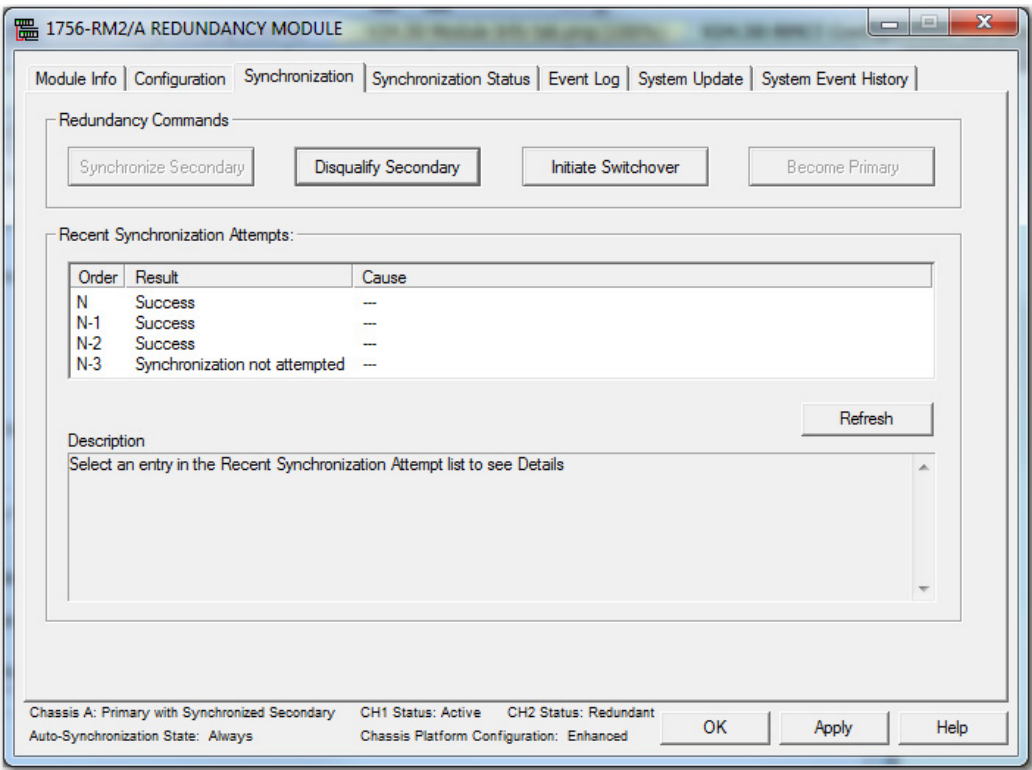 1756-RM2/A REDUNDANCY MODULE
Module Info Configuration Synchronization Synchronization Status Event Log System Update System Event History
Redundancy Commands
Synchronize Secondary Disqualify Secondary Initiate Switchover Become Primary
Recent Synchronization Attempts:
Order Result Cause
N Success ---
N-1 Success ---
N-2 Success ---
N-3 Synchronization not attempted ---
Refresh
Description
Select an entry in the Recent Synchronization Attempt list to see Details
Chassis A: Primary with Synchronized Secondary CH1 Status: Active CH2 Status: Redundant
Auto-Synchronization State: Always Chassis Platform Configuration: Enhanced
OK Apply Help